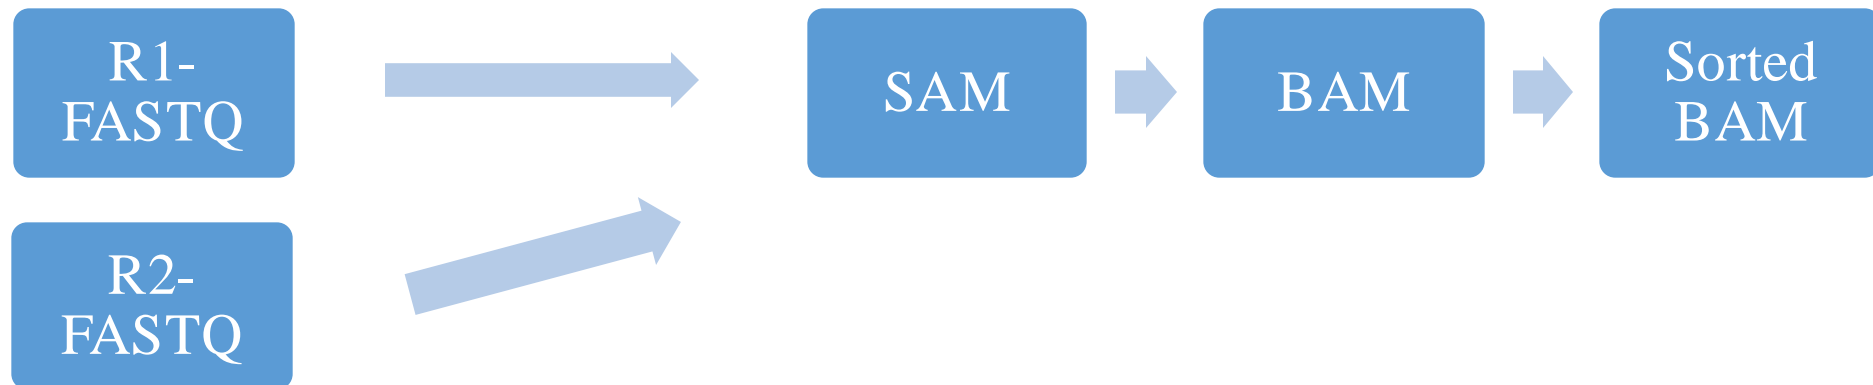 R1-
FASTQ
R2-
FASTQ
SAM
BAM
Sorted
BAM